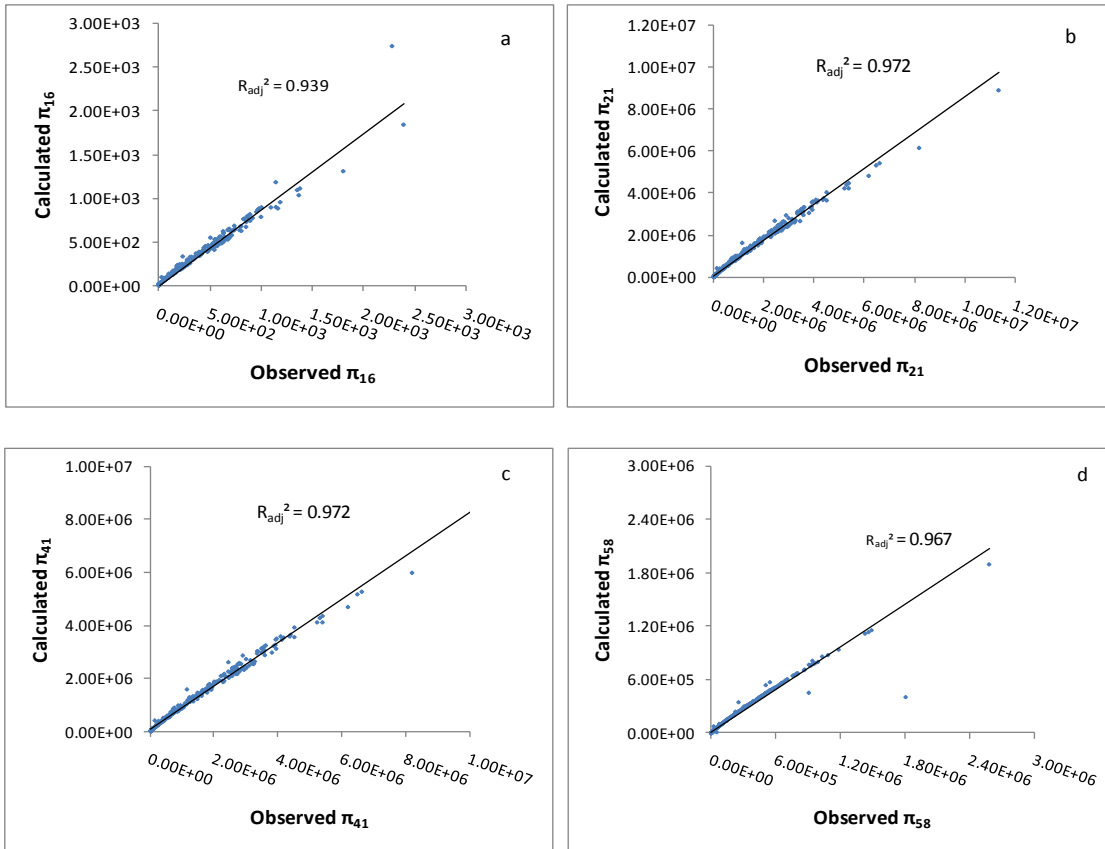 a
3.00E+03
2.50E+03
2.00E+03
1.50E+03
1.00E+03
5.00E+02
0.00E+00
R_adj² = 0.939
Calculated π₁₆
0.00E+00 5.00E+02 1.00E+03 1.50E+03 2.00E+03 2.50E+03 3.00E+03
Observed π₁₆
b
1.20E+07
1.00E+07
8.00E+06
6.00E+06
4.00E+06
2.00E+06
0.00E+00
R_adj² = 0.972
Calculated π₂₁
0.00E+00 2.00E+06 4.00E+06 6.00E+06 8.00E+06 1.00E+07 1.20E+07
Observed π₂₁
c
1.00E+07
8.00E+06
6.00E+06
4.00E+06
2.00E+06
0.00E+00
R_adj² = 0.972
Calculated π₄₁
0.00E+00 2.00E+06 4.00E+06 6.00E+06 8.00E+06 1.00E+07
Observed π₄₁
d
3.00E+06
2.40E+06
1.80E+06
1.20E+06
6.00E+05
0.00E+00
R_adj² = 0.967
Calculated π₅₈
0.00E+00 6.00E+05 1.20E+06 1.80E+06 2.40E+06 3.00E+06
Observed π₅₈